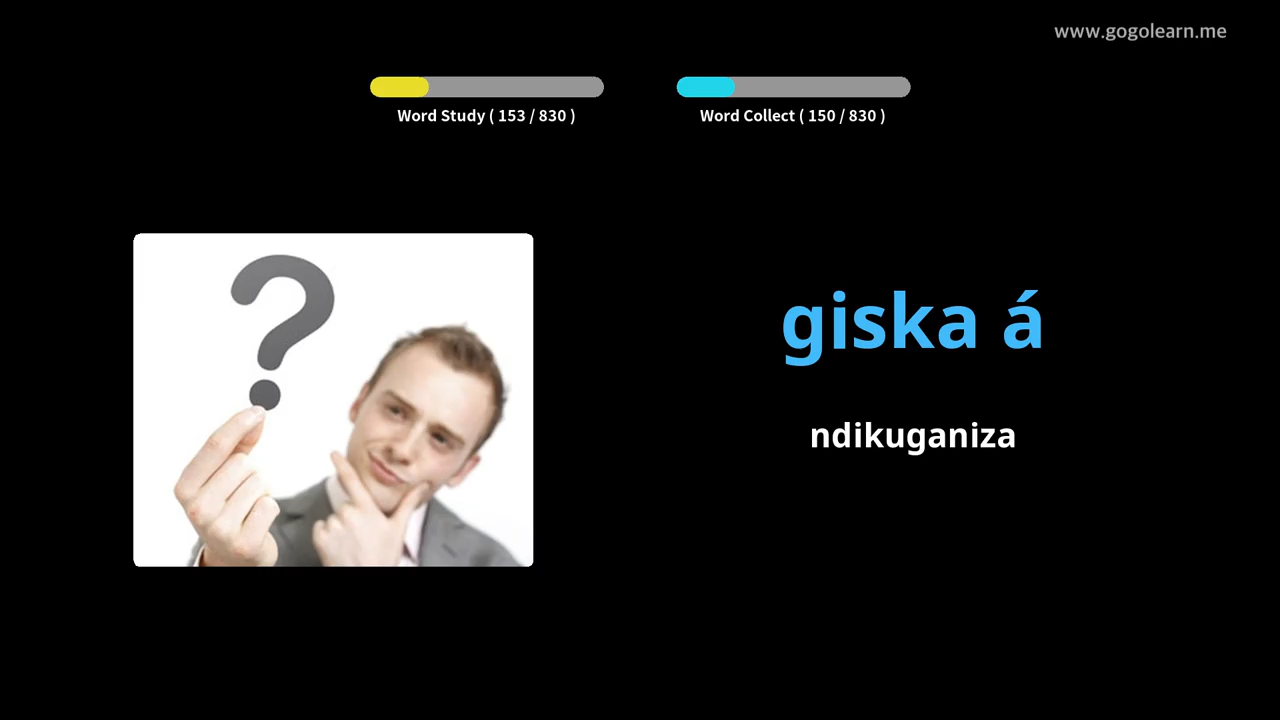 www.gogolearn.me
Word Study ( 153 / 830 )
Word Collect ( 150 / 830 )
giska á
ndikuganiza